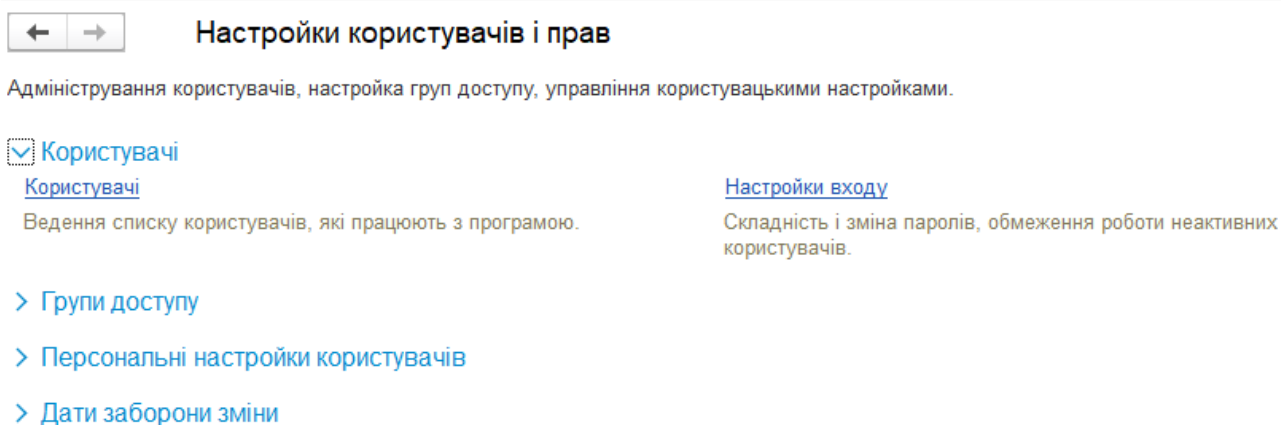 Настройки користувачів і прав
Адміністрування користувачів, настройка груп доступу, управління користувацькими настройками.
Користувачі
Користувачі
Ведення списку користувачів, які працюють з програмою.
Настройки входу
Складність і зміна паролів, обмеження роботи неактивних
користувачів.
Групи доступу
Персональні настройки користувачів
Дати заборони зміни